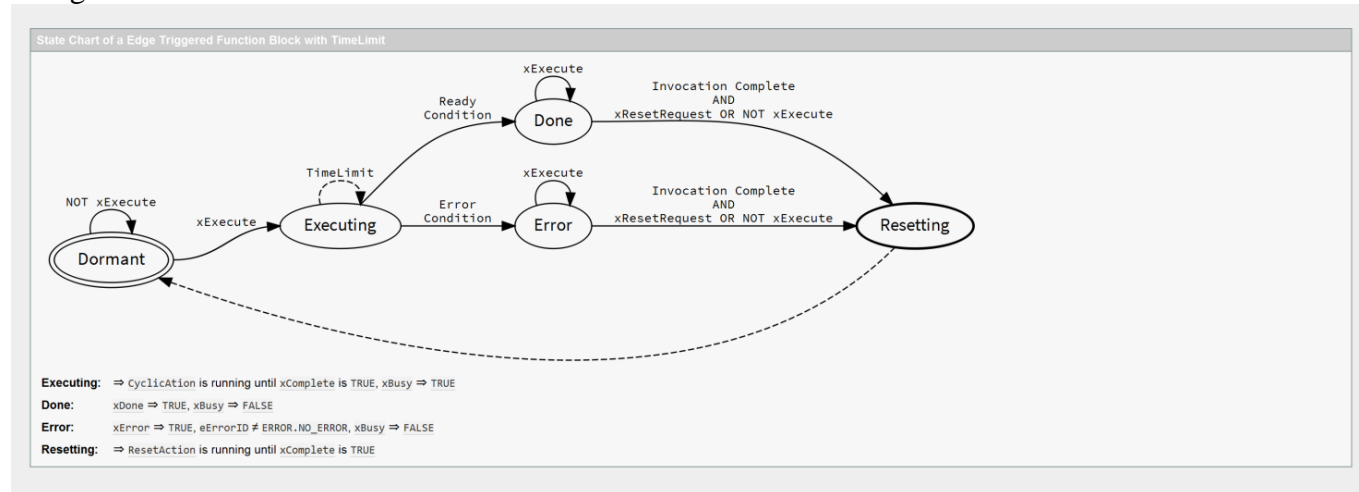 State Chart of a Edge Triggered Function Block with TimeLimit
xExecute
Invocation Complete
AND
xResetRequest OR NOT xExecute
Ready
Condition
Done
TimeLimit
xExecute
Invocation Complete
AND
xResetRequest OR NOT xExecute
NOT xExecute
xExecute
Error
Condition
Executing
Error
Resetting
Dormant
Executing: ⇒ CyclicAtion is running until xComplete is TRUE, xBusy ⇒ TRUE
Done: xDone ⇒ TRUE, xBusy ⇒ FALSE
Error: xError ⇒ TRUE, eErrorID ≠ ERROR.NO_ERROR, xBusy ⇒ FALSE
Resetting: ⇒ ResetAction is running until xComplete is TRUE